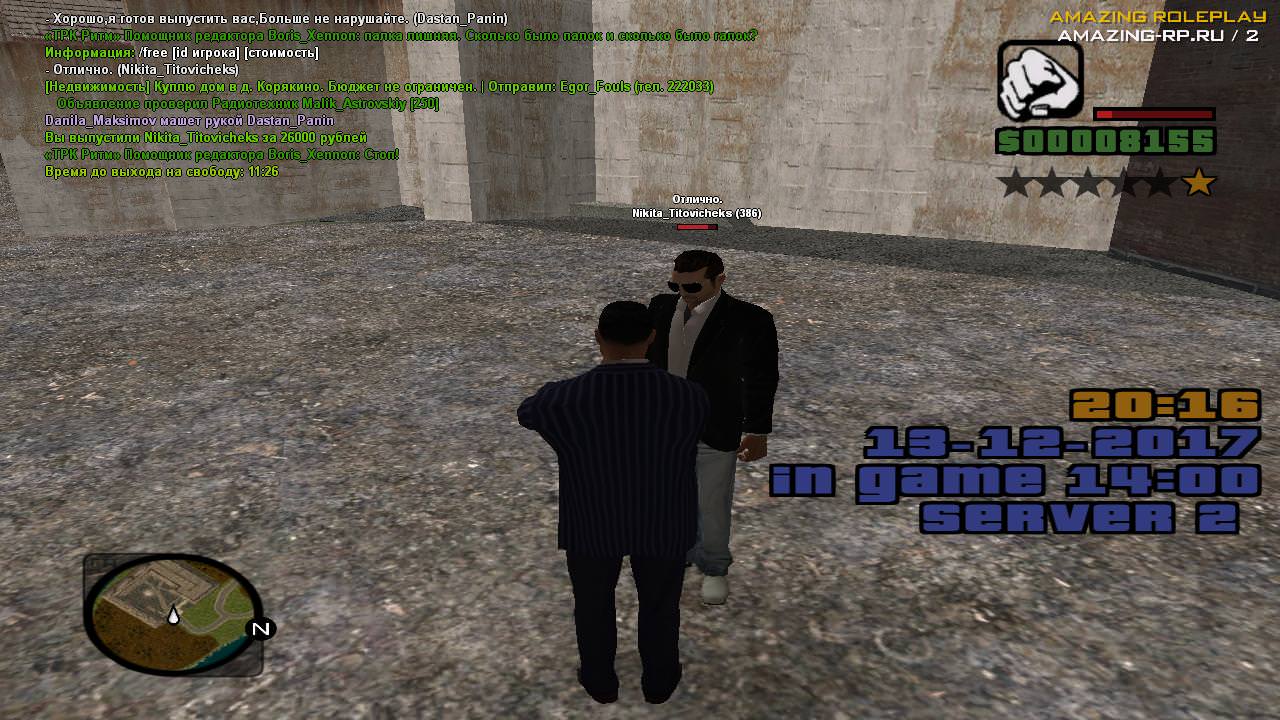 - Хорошо,я готов выпустить вас,Больше не нарушайте. (Dastan_Panin)
«ТРК Ритм» Помощник редактора Boris_Xennon: палка лишняя. Сколько было папок и сколько было галок?
Информация: /free [id игрока] [стоимость]
- Отлично. (Nikita_Titovicheks)
[Недвижимость] Куплю дом в д. Корякино. Бюджет не ограничен. | Отправил: Egor_Fouls (тел. 222033)
Объявление проверил Радиотехник Malik_Asirovskiy [250]
Danila_Maksimov машет рукой Dastan_Panin
Вы выпустили Nikita_Titovicheks за 26000 рублей
«ТРК Ритм» Помощник редактора Boris_Xennon: Стоп!
Время до выхода на свободу: 11:26
AMAZING ROLEPLAY
AMAZING-RP.RU / 2
$00008155
Отлично.
Nikita_Titovicheks (386)
20:16
13-12-2017
in game 14:00
server 2
N